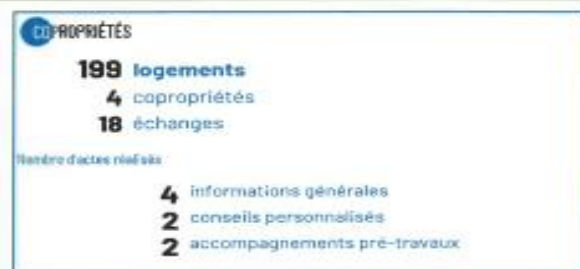 COPROPRIÉTÉS
199 logements
4 copropriétés
18 échanges
Nombre d'actes réalisés
4 informations générales
2 conseils personnalisés
2 accompagnements pré-travaux